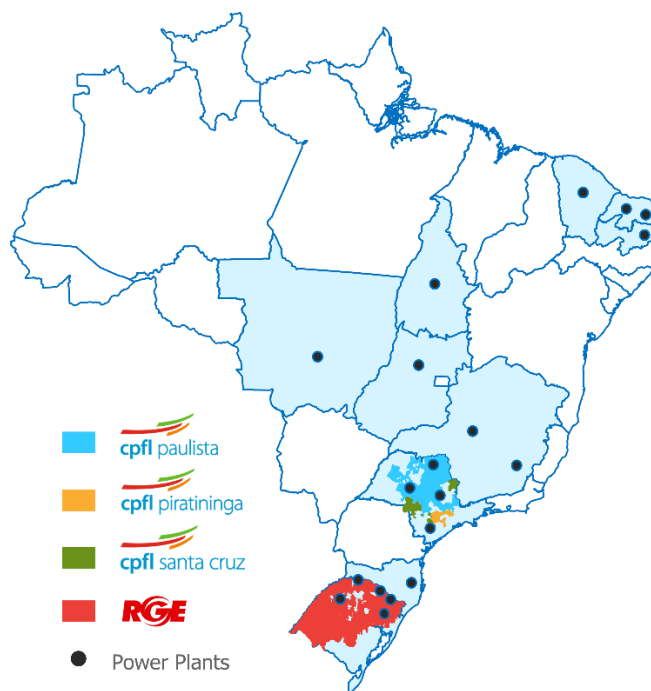 cpfl paulista
cpfl piratininga
cpfl santa cruz
RGE
Power Plants